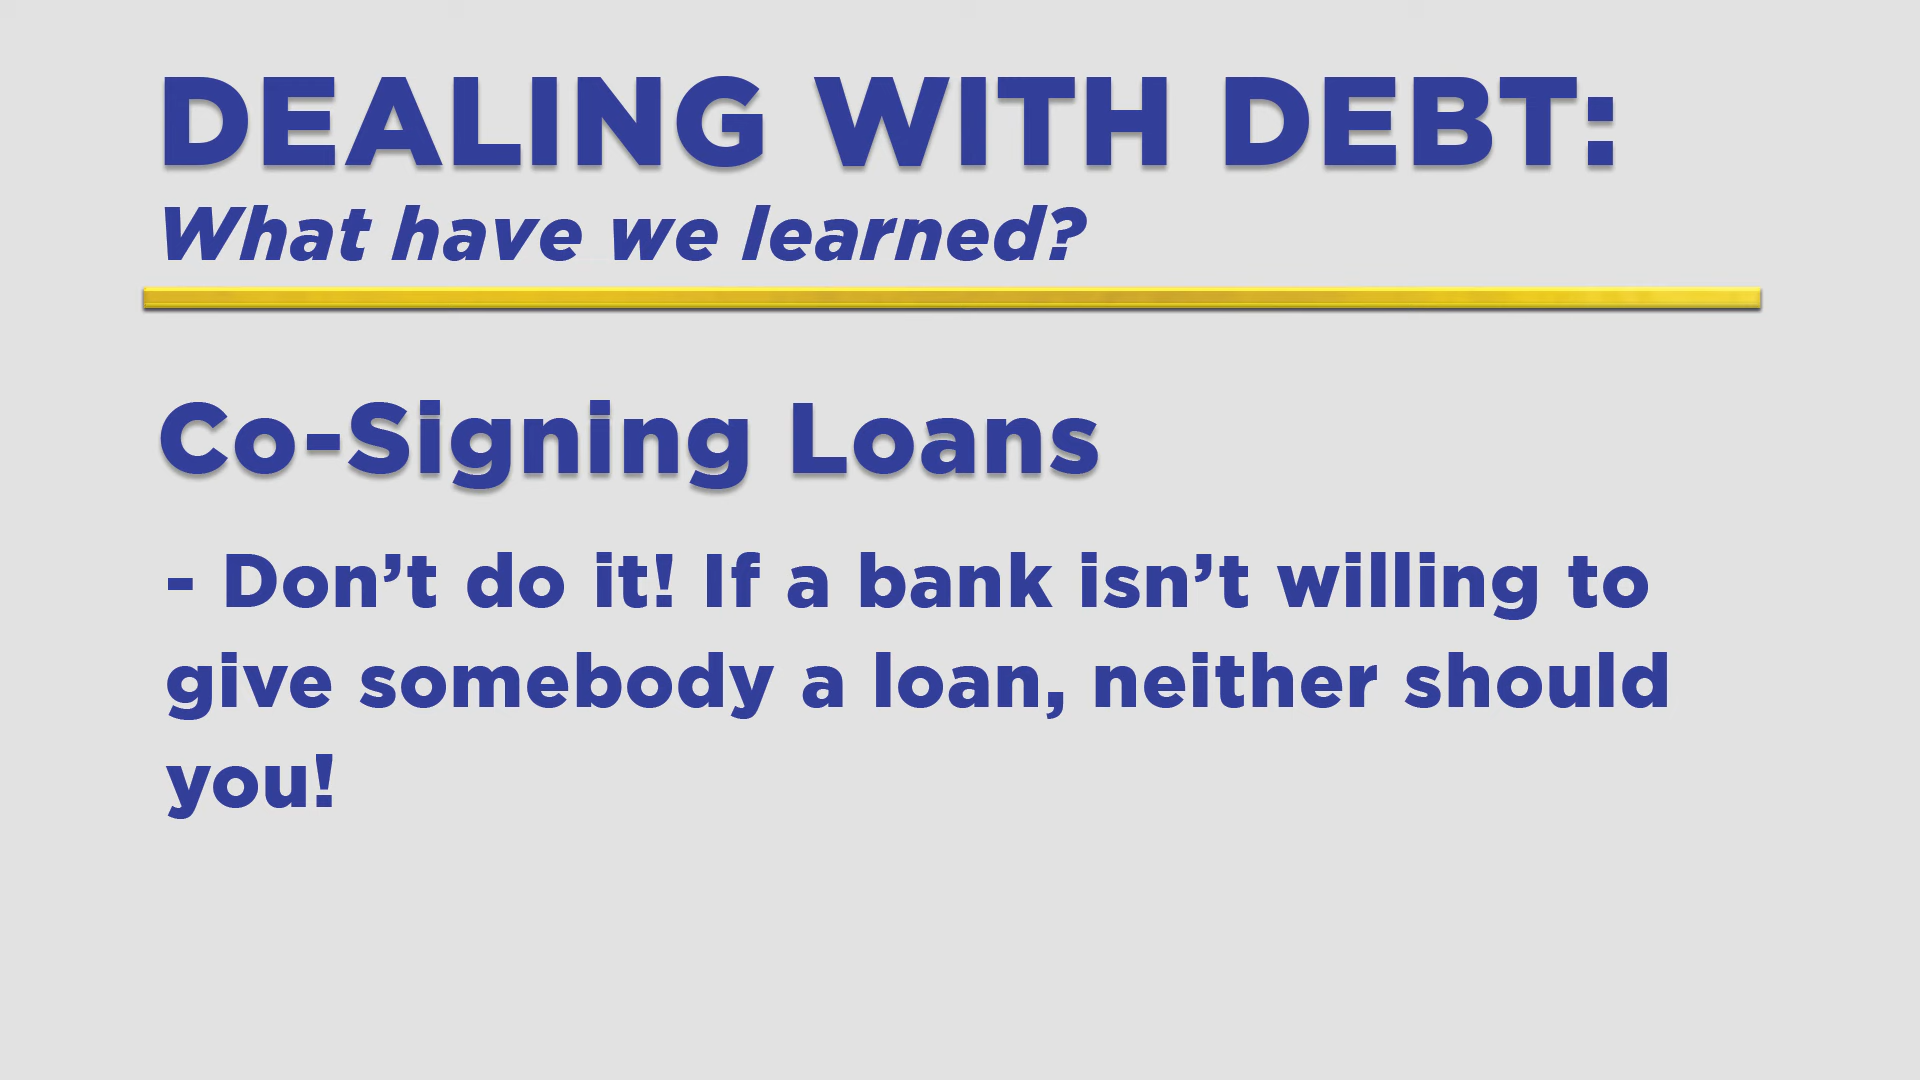 DEALING WITH DEBT:
What have we learned?
Co-Signing Loans
- Don’t do it! If a bank isn’t willing to
give somebody a loan, neither should
you!